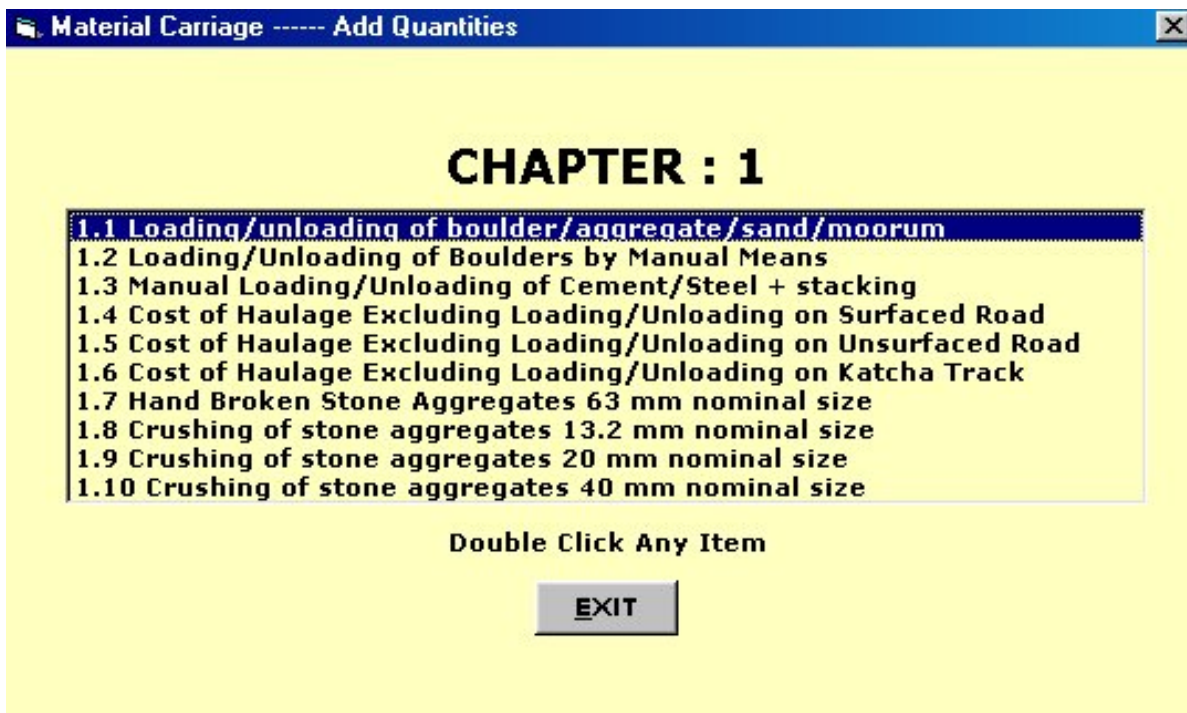 Material Carriage ------ Add Quantities
CHAPTER : 1
1.1 Loading/unloading of boulder/aggregate/sand/moorum
1.2 Loading/Unloading of Boulders by Manual Means
1.3 Manual Loading/Unloading of Cement/Steel + stacking
1.4 Cost of Haulage Excluding Loading/Unloading on Surfaced Road
1.5 Cost of Haulage Excluding Loading/Unloading on Unsurfaced Road
1.6 Cost of Haulage Excluding Loading/Unloading on Katcha Track
1.7 Hand Broken Stone Aggregates 63 mm nominal size
1.8 Crushing of stone aggregates 13.2 mm nominal size
1.9 Crushing of stone aggregates 20 mm nominal size
1.10 Crushing of stone aggregates 40 mm nominal size
Double Click Any Item
EXIT